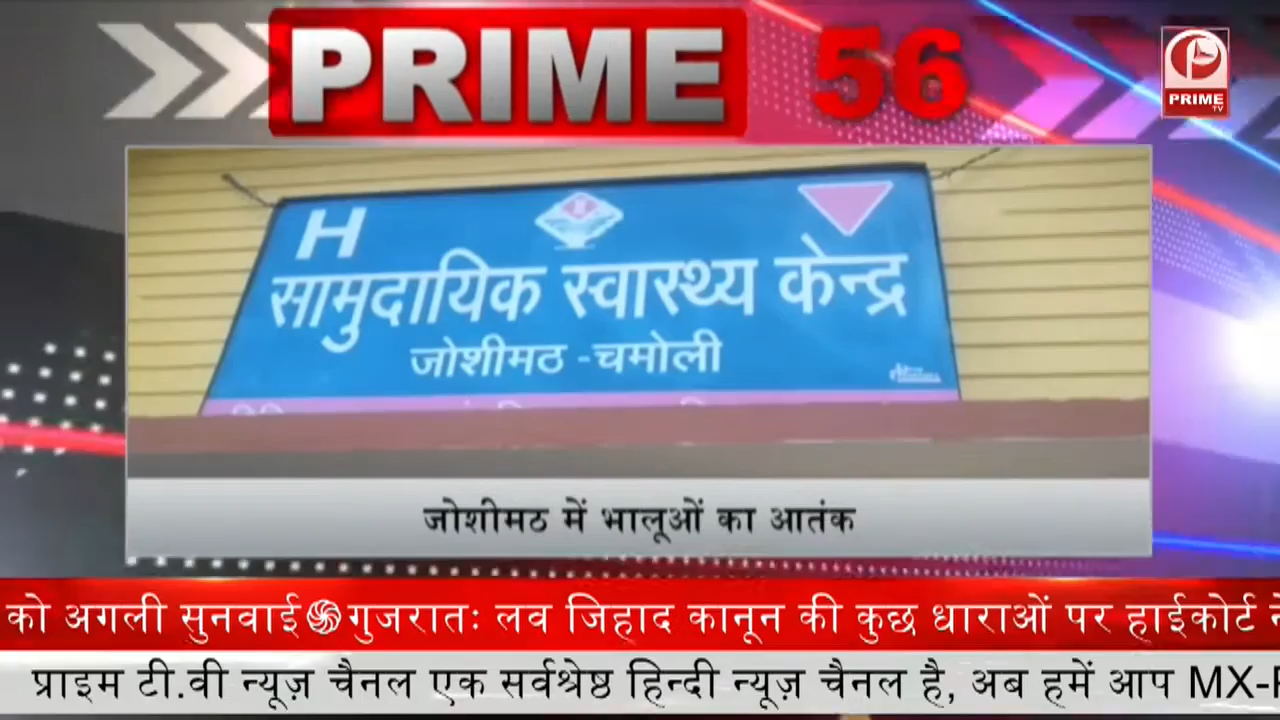 PRIME 56
PRIME
TV
H
सामुदायिक स्वास्थ्य केन्द्र
जोशीमठ - चमोली
जोशीमठ में भालूओं का आतंक
को अगली सुनवाई गुजरातः लव जिहाद कानून की कुछ धाराओं पर हाईकोर्ट ने
प्राइम टी.वी न्यूज़ चैनल एक सर्वश्रेष्ठ हिन्दी न्यूज़ चैनल है, अब हमें आप MX-